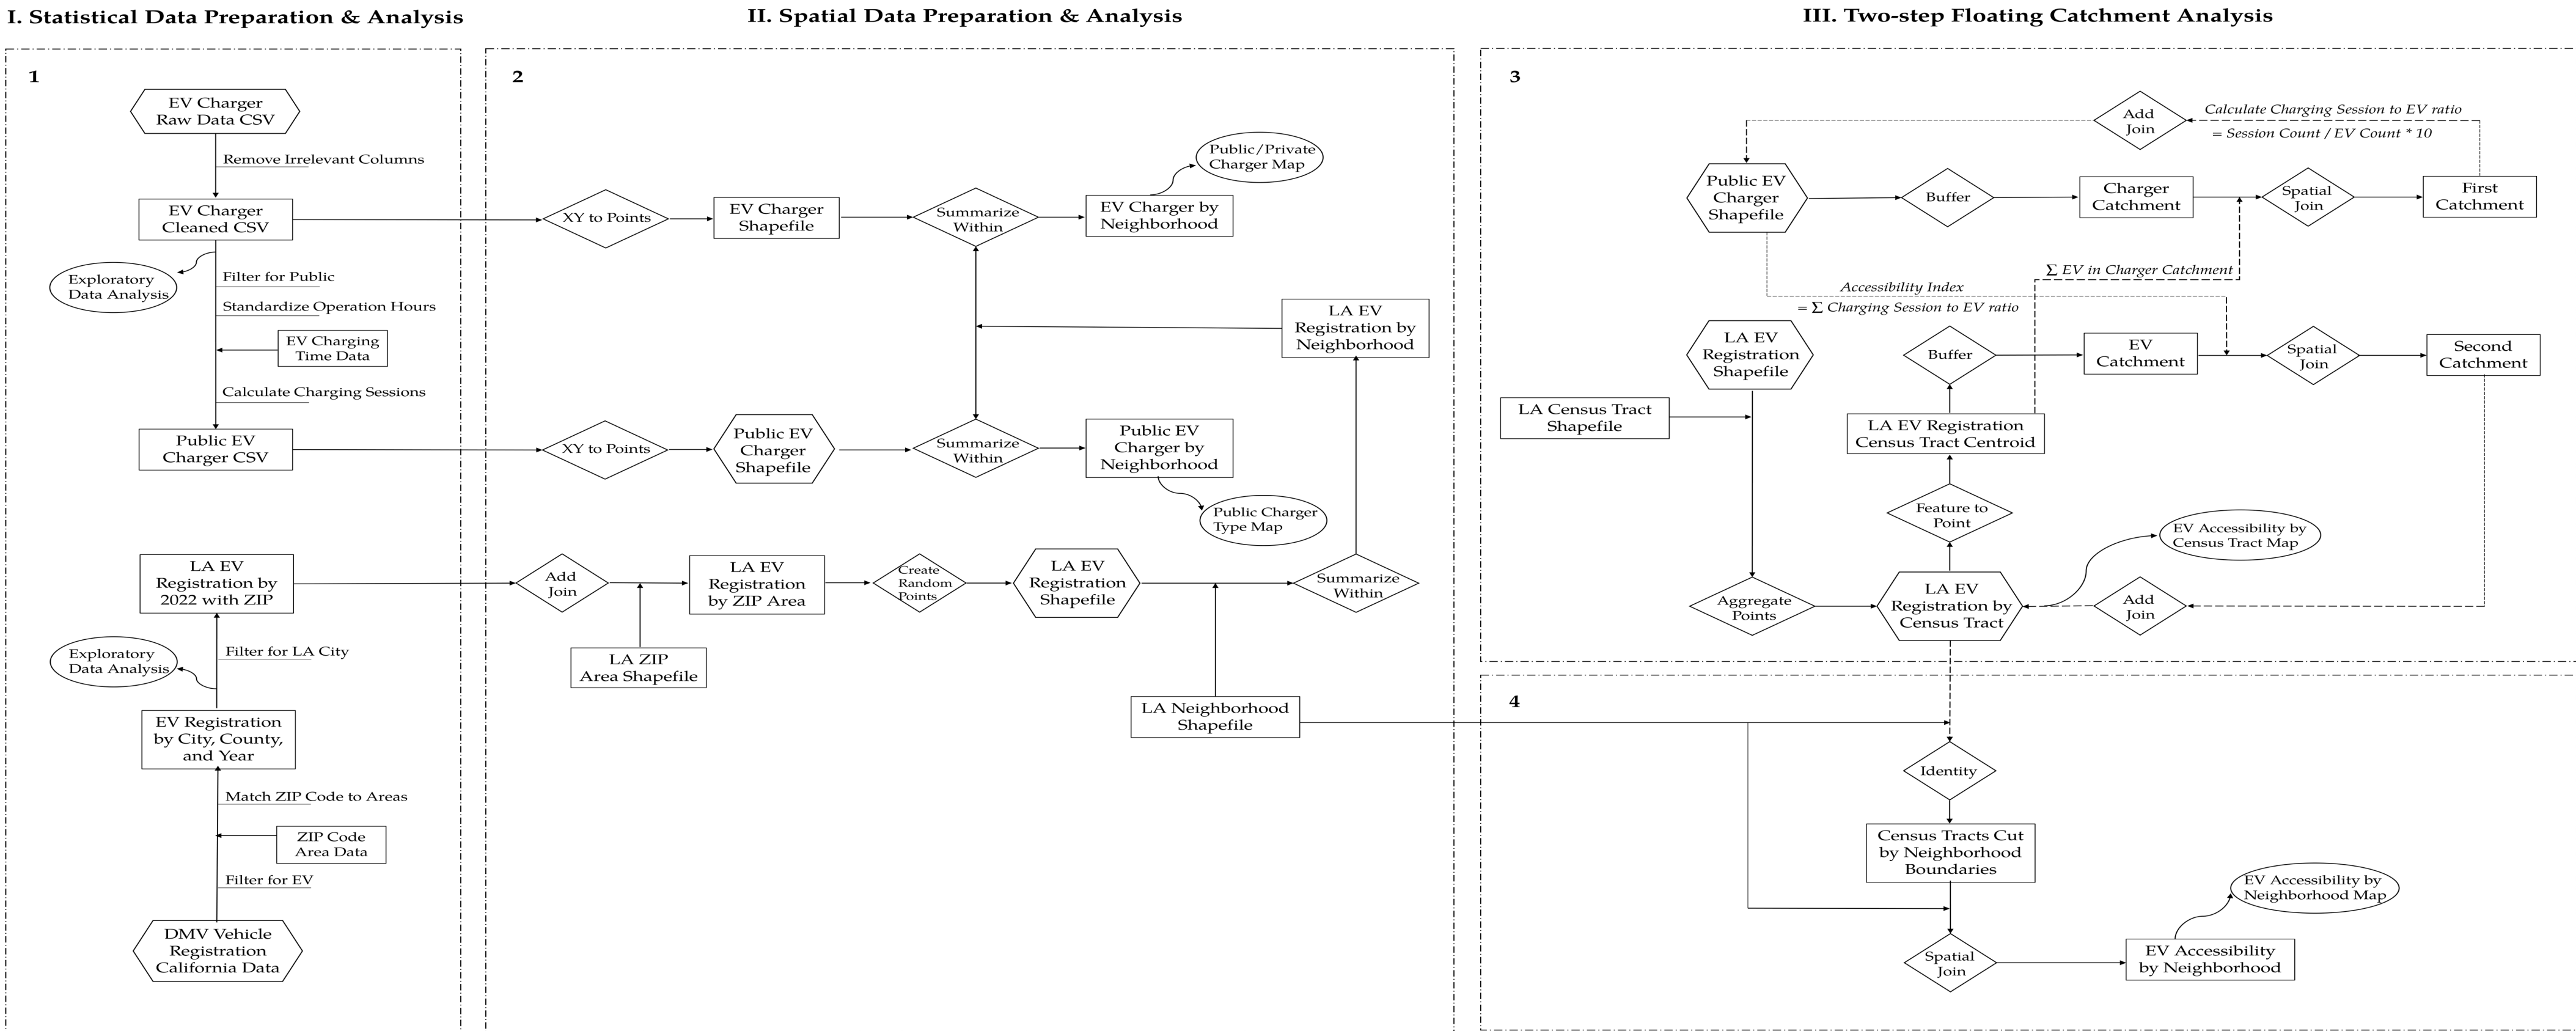 I. Statistical Data Preparation & Analysis
II. Spatial Data Preparation & Analysis
III. Two-step Floating Catchment Analysis
1
EV Charger
Raw Data CSV
Remove Irrelevant Columns
EV Charger
Cleaned CSV
Exploratory
Data Analysis
Filter for Public
Standardize Operation Hours
EV Charging
Time Data
Calculate Charging Sessions
Public EV
Charger CSV
LA EV
Registration by
2022 with ZIP
Exploratory
Data Analysis
Filter for LA City
EV Registration
by City, County,
and Year
Match ZIP Code to Areas
ZIP Code
Area Data
Filter for EV
DMV Vehicle
Registration
California Data
2
Public/Private
Charger Map
XY to Points
EV Charger
Shapefile
Summarize
Within
EV Charger by
Neighborhood
LA EV
Registration by
Neighborhood
XY to Points
Public EV
Charger
Shapefile
Summarize
Within
Public EV
Charger by
Neighborhood
Public Charger
Type Map
Add
Join
LA EV
Registration
by ZIP Area
Create
Random
Points
LA EV
Registration
Shapefile
Summarize
Within
LA ZIP
Area Shapefile
LA Neighborhood
Shapefile
3
Add
Join
Calculate Charging Session to EV ratio
= Session Count / EV Count * 10
Public EV
Charger
Shapefile
Buffer
Charger
Catchment
Spatial
Join
First
Catchment
Σ EV in Charger Catchment
Accessibility Index
= Σ Charging Session to EV ratio
LA EV
Registration
Shapefile
Buffer
EV
Catchment
Spatial
Join
Second
Catchment
LA Census Tract
Shapefile
LA EV Registration
Census Tract Centroid
Feature to
Point
EV Accessibility by
Census Tract Map
Aggregate
Points
LA EV
Registration by
Census Tract
Add
Join
4
Identity
Census Tracts Cut
by Neighborhood
Boundaries
EV Accessibility by
Neighborhood Map
Spatial
Join
EV Accessibility
by Neighborhood